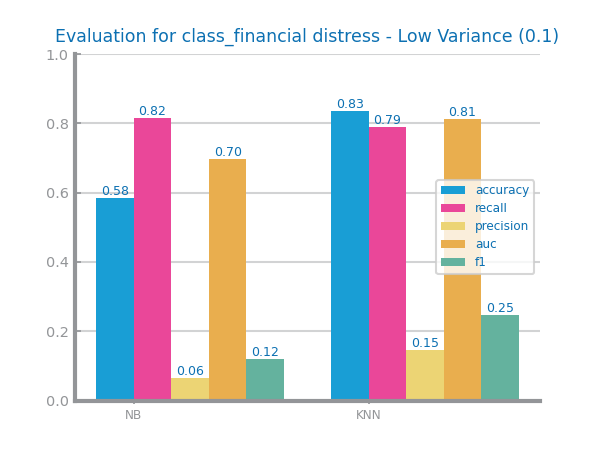 Evaluation for class_financial distress - Low Variance (0.1)
1.0
0.8
0.6
0.4
0.2
0.0
0.58
0.82
0.06
0.70
0.12
0.83
0.79
0.15
0.81
0.25
accuracy
recall
precision
auc
f1
NB
KNN